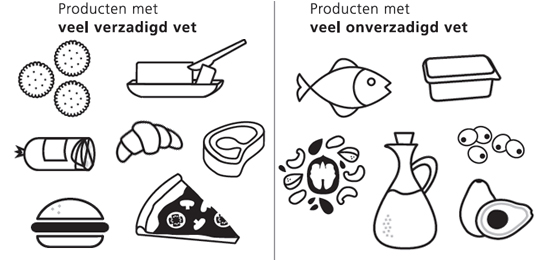 Producten met
veel verzadigd vet
Producten met
veel onverzadigd vet